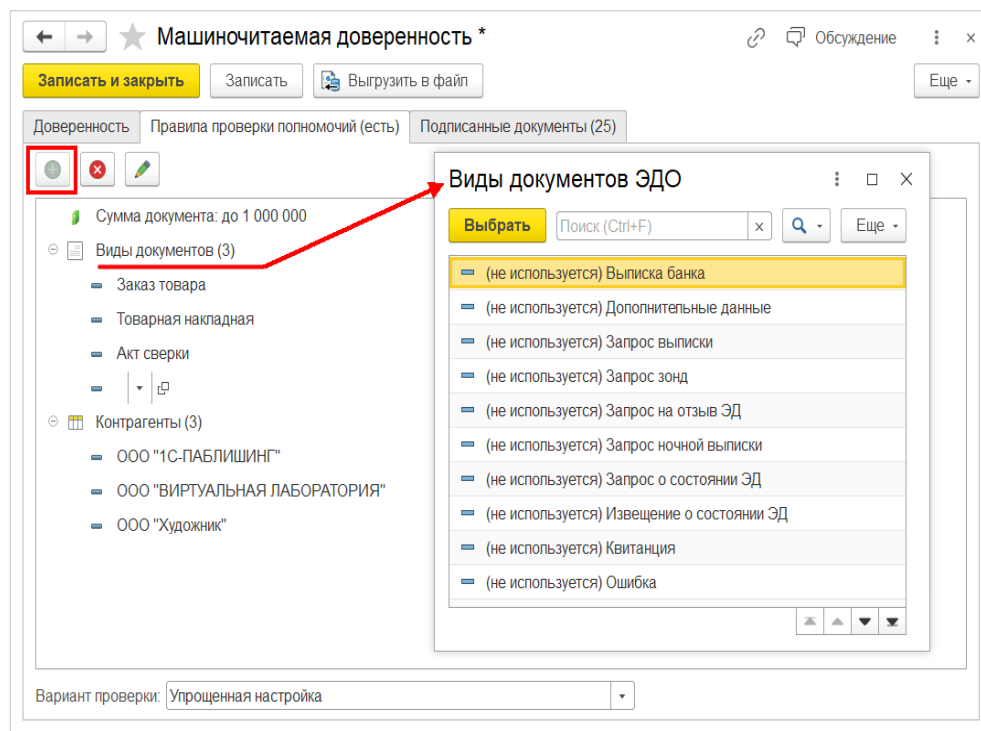 Машиночитаемая доверенность *
Обсуждение
Записать и закрыть
Записать
Выгрузить в файл
Еще
Доверенность
Правила проверки полномочий (есть)
Подписанные документы (25)
Сумма документа: до 1 000 000
Виды документов (3)
Заказ товара
Товарная накладная
Акт сверки
Контрагенты (3)
ООО "1С-ПАБЛИШИНГ"
ООО "ВИРТУАЛЬНАЯ ЛАБОРАТОРИЯ"
ООО "Художник"
Виды документов ЭДО
Выбрать
Поиск (Ctrl+F)
Еще
(не используется) Выписка банка
(не используется) Дополнительные данные
(не используется) Запрос выписки
(не используется) Запрос зонд
(не используется) Запрос на отзыв ЭД
(не используется) Запрос ночной выписки
(не используется) Запрос о состоянии ЭД
(не используется) Извещение о состоянии ЭД
(не используется) Квитанция
(не используется) Ошибка
Вариант проверки: Упрощенная настройка